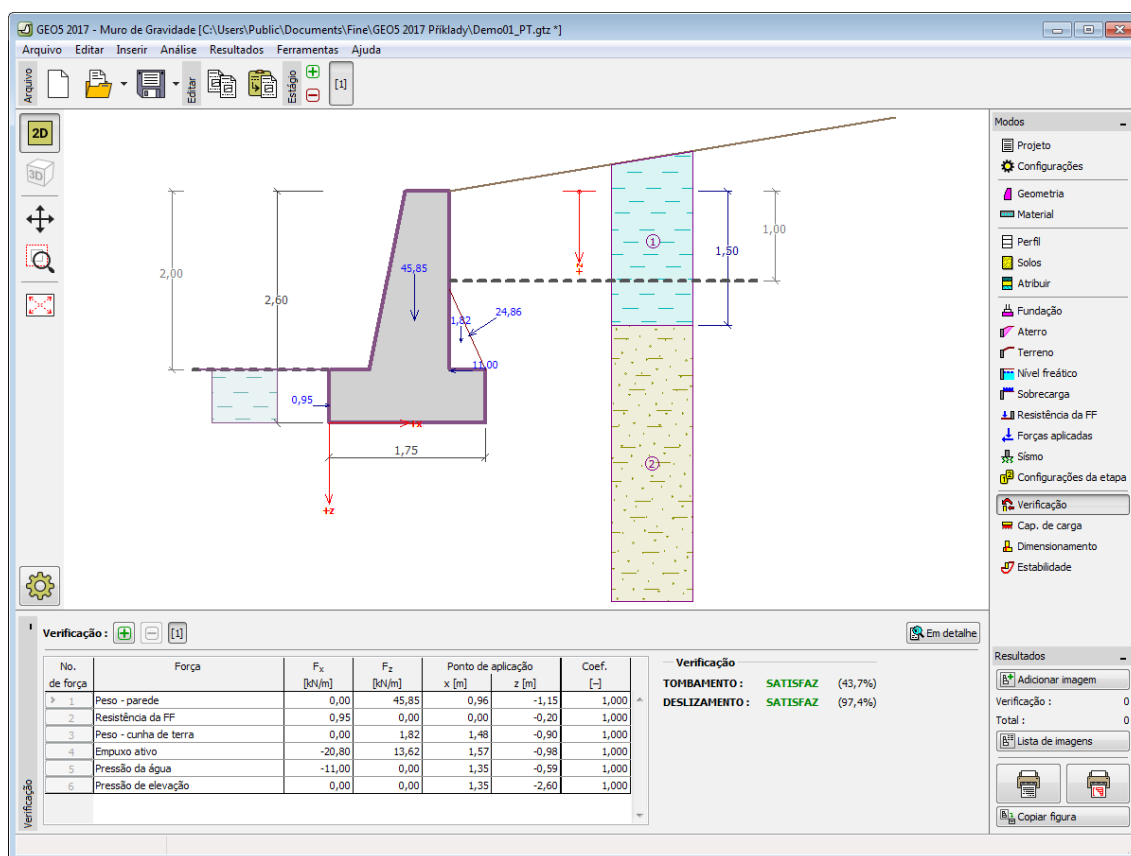 GEO5 2017 - Muro de Gravidade [C:\Users\Public\Documents\Fine\GEO5 2017 Příklady\Demo01_PT.gtz *]
Arquivo Editar Inserir Análise Resultados Ferramentas Ajuda
Arquivo
Editar
Estágio
[1]
2D
3D
2,00
2,60
45,85
1,82
24,86
11,00
0,95
+x
1,75
+z
+z
1
1,50
1,00
2
Modos
Projeto
Configurações
Geometria
Material
Perfil
Solos
Atribuir
Fundação
Aterro
Terreno
Nível freático
Sobrecarga
Resistência da FF
Forças aplicadas
Sísmo
Configurações da etapa
Verificação
Cap. de carga
Dimensionamento
Estabilidade
Verificação
Verificação : [1]
Em detalhe
No. de força Força Fx [kN/m] Fz [kN/m] Ponto de aplicação x [m] z [m] Coef. [–]
1 Peso - parede 0,00 45,85 0,96 -1,15 1,000
2 Resistência da FF 0,95 0,00 0,00 -0,20 1,000
3 Peso - cunha de terra 0,00 1,82 1,48 -0,90 1,000
4 Empuxo ativo -20,80 13,62 1,57 -0,98 1,000
5 Pressão da água -11,00 0,00 1,35 -0,59 1,000
6 Pressão de elevação 0,00 0,00 1,35 -2,60 1,000
Verificação
TOMBAMENTO : SATISFAZ (43,7%)
DESLIZAMENTO : SATISFAZ (97,4%)
Resultados
Adicionar imagem
Verificação : 0
Total : 0
Lista de imagens
Copiar figura